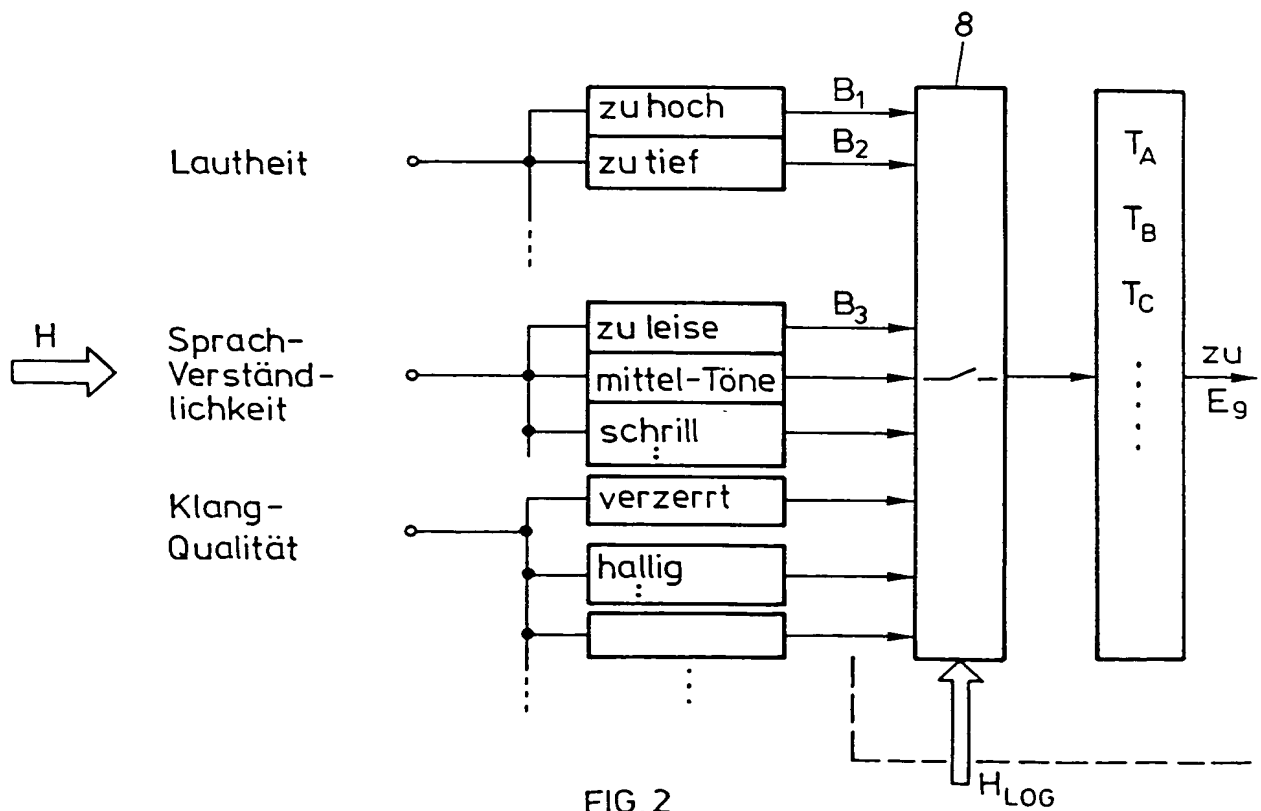 8
zu hoch
B1
Lautheit
zu tief
B2
TA
TB
TC
H
Sprach-
Verständ-
lichkeit
zu leise
B3
mittel-Töne
schrill
zu
E9
Klang-
Qualität
verzerrt
hallig
HLOG
FIG 2